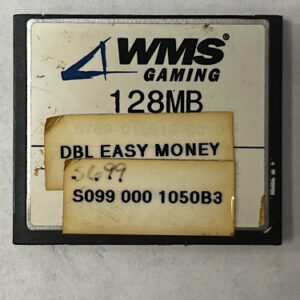 WMS
GAMING
128MB
DBL EASY MONEY
3699
S099 000 1050B3